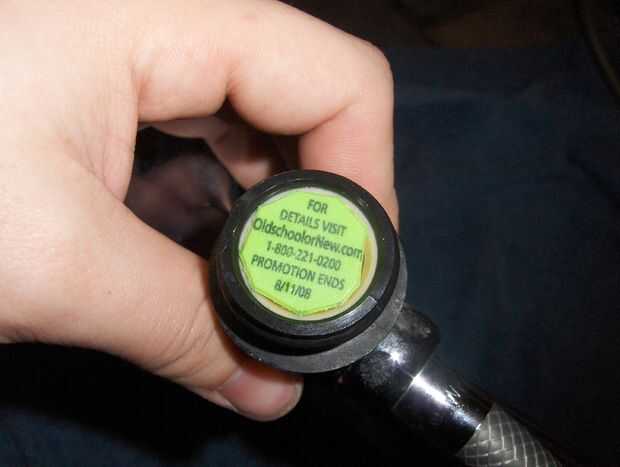 FOR
DETAILS VISIT
OldschoolorNew.com
1-800-221-0200
PROMOTION ENDS
8/11/08